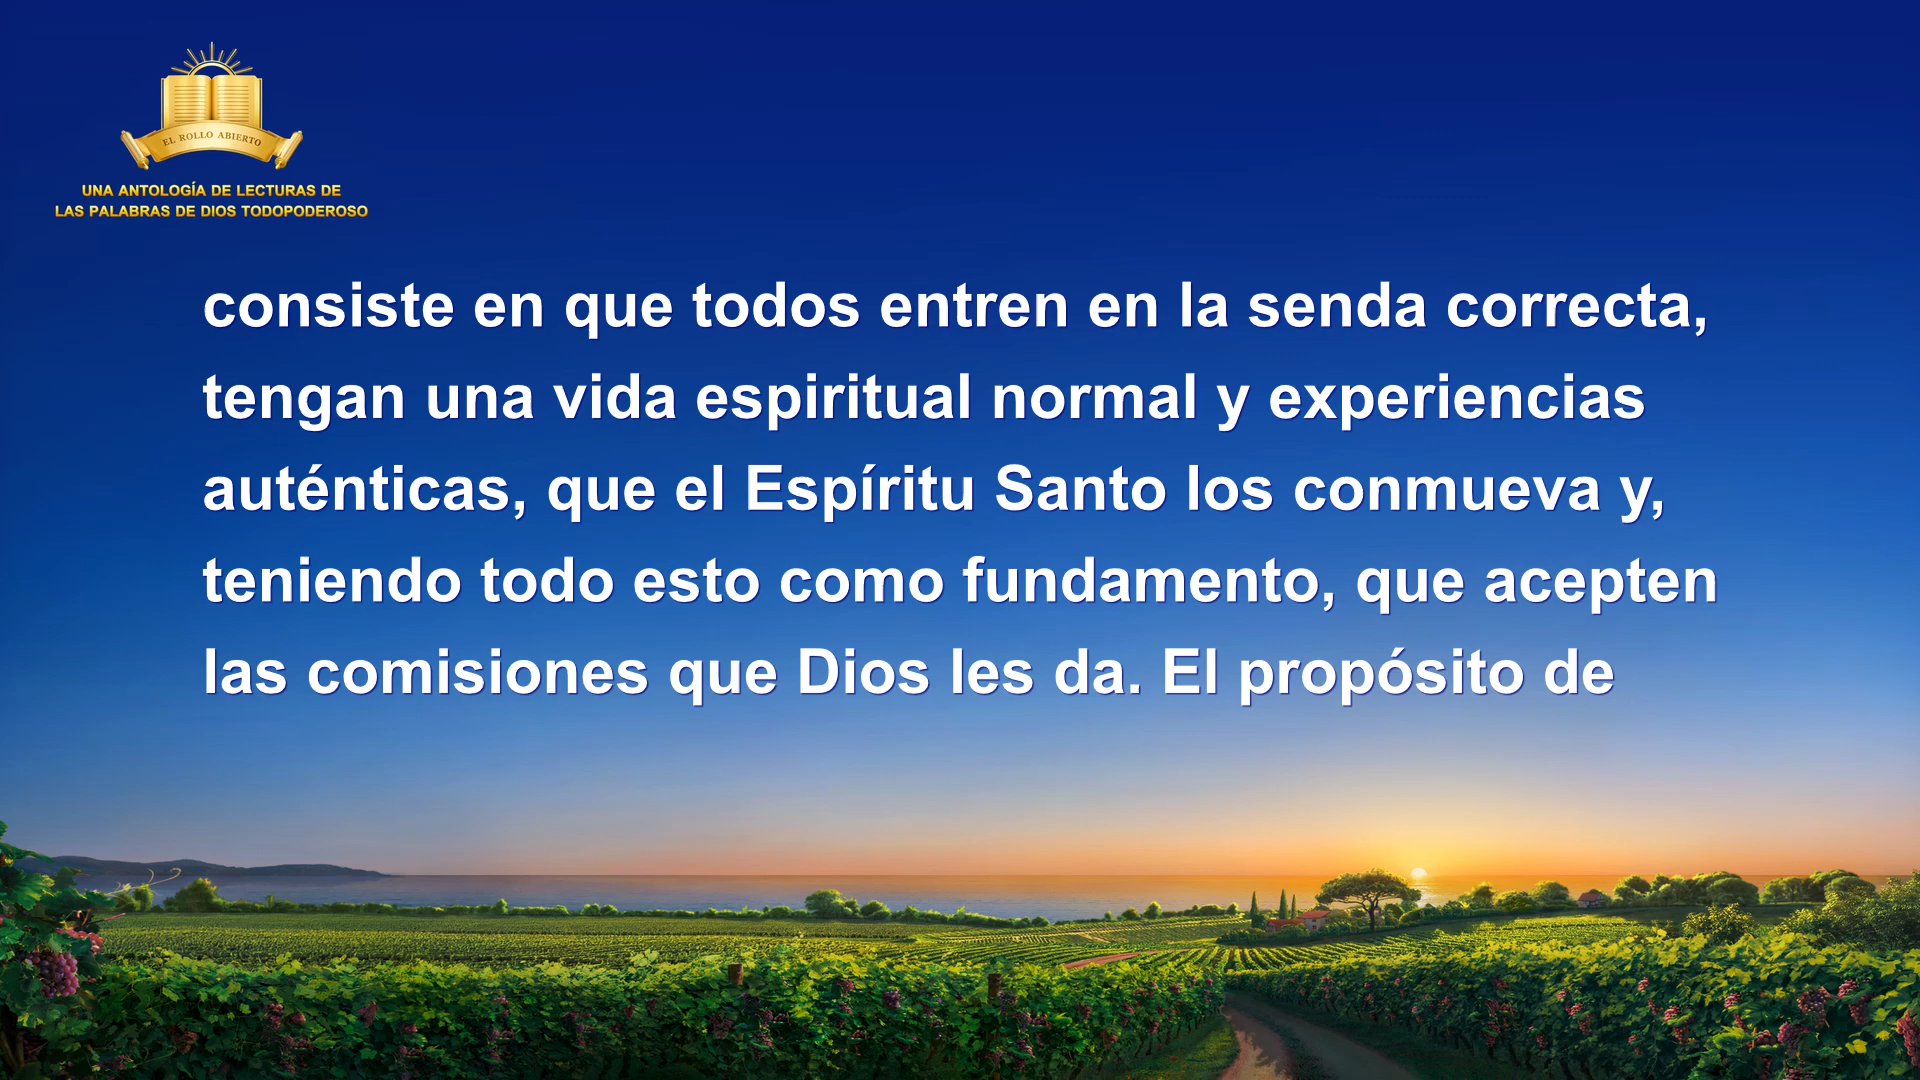 EL ROLLO ABIERTO
UNA ANTOLOGÍA DE LECTURAS DE
LAS PALABRAS DE DIOS TODOPODEROSO
consiste en que todos entren en la senda correcta,
tengan una vida espiritual normal y experiencias
auténticas, que el Espíritu Santo los conmueva y,
teniendo todo esto como fundamento, que acepten
las comisiones que Dios les da. El propósito de